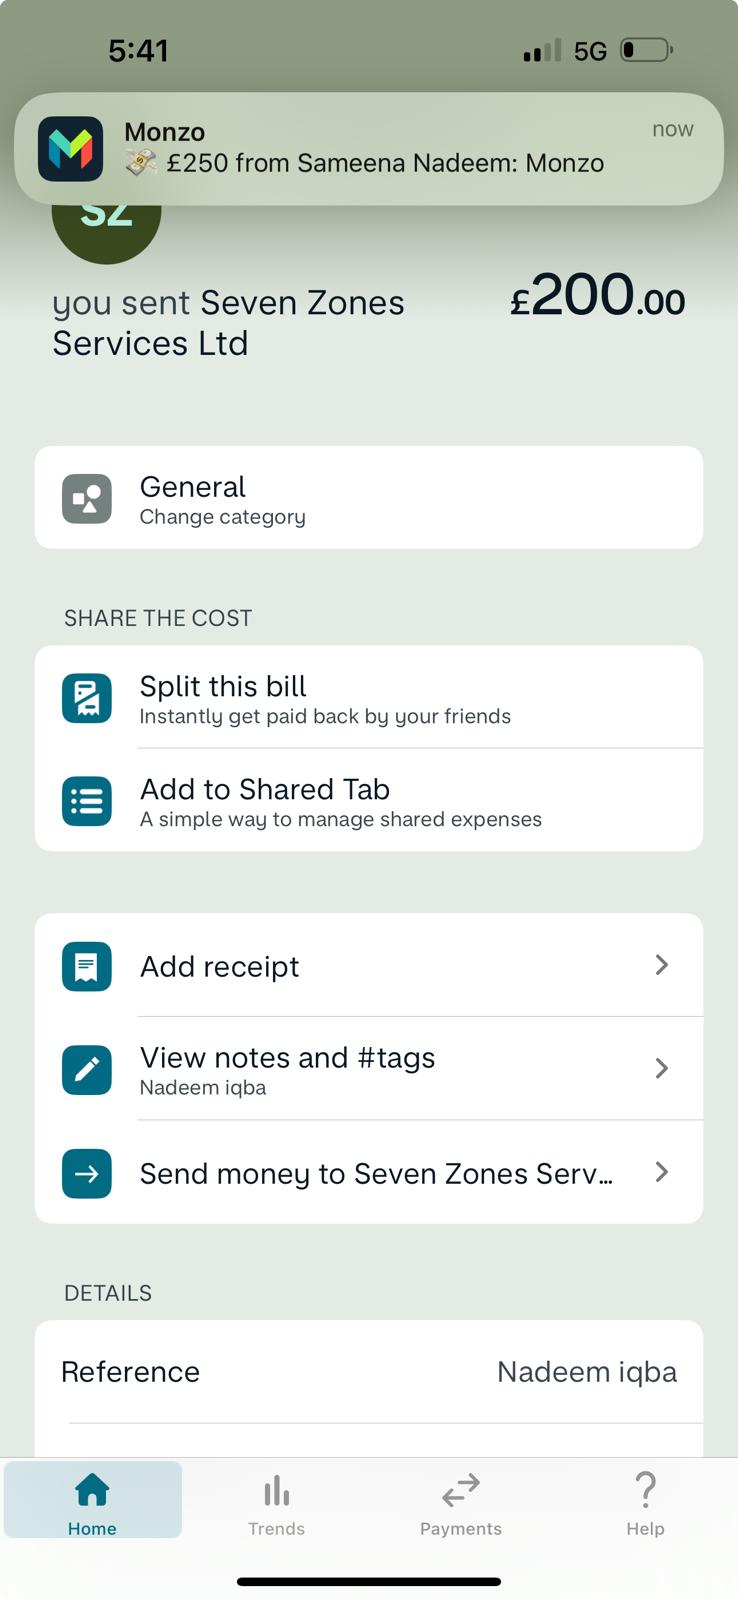 5:41
5G
Monzo
now
💸 £250 from Sameena Nadeem: Monzo
SZ
you sent Seven Zones
Services Ltd
£200.00
General
Change category
SHARE THE COST
Split this bill
Instantly get paid back by your friends
Add to Shared Tab
A simple way to manage shared expenses
Add receipt
View notes and #tags
Nadeem iqba
Send money to Seven Zones Serv...
DETAILS
Reference
Nadeem iqba
Home
Trends
Payments
Help